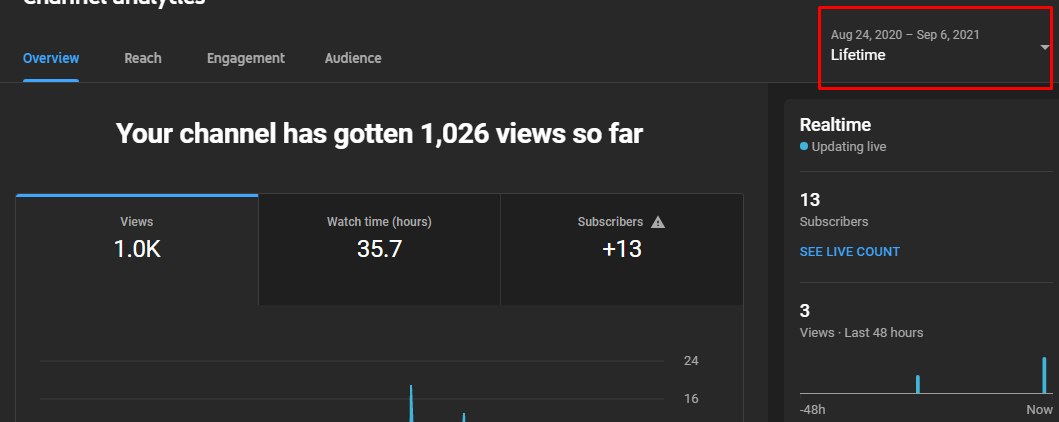 Channel analytics
Overview Reach Engagement Audience
Aug 24, 2020 – Sep 6, 2021
Lifetime
Your channel has gotten 1,026 views so far
Views
1.0K
Watch time (hours)
35.7
Subscribers
+13
24
16
Realtime
Updating live
13
Subscribers
SEE LIVE COUNT
3
Views · Last 48 hours
-48h Now